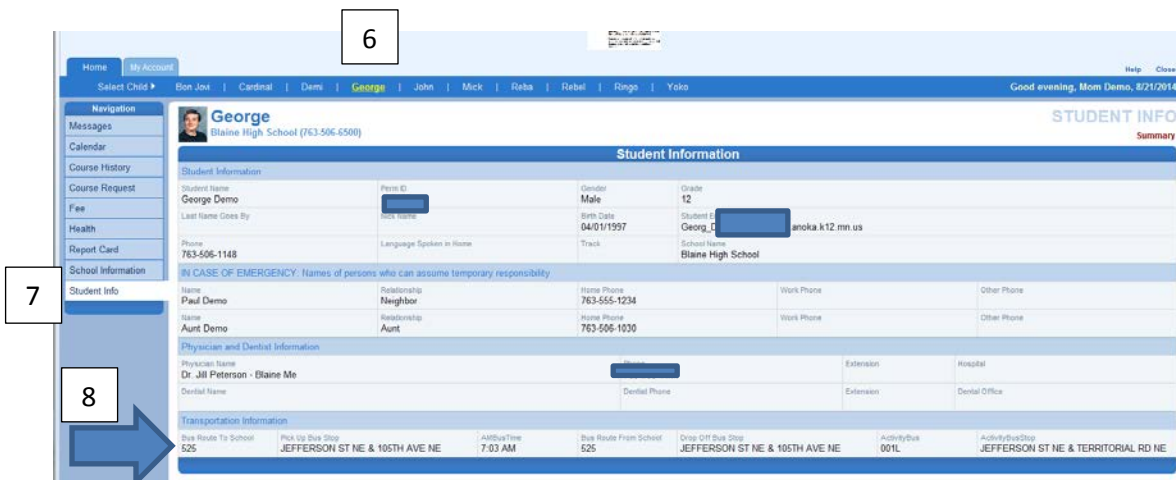 6
Home My Account
Help Close
Select Child Bon Jovi | Cardinal | Demi | George | John | Mick | Reba | Rebel | Ringo | Yoko Good evening, Mom Demo, 8/21/2014
Navigation
Messages
Calendar
Course History
Course Request
Fee
Health
Report Card
School Information
Student Info
7
8
George
Blaine High School (763-506-6500)
STUDENT INFO
Summary
Student Information
Student Information
Student Name Perm ID Gender Grade
George Demo Male 12
Last Name Goes By Nick Name Birth Date Student E
04/01/1997 Georg_D .anoka.k12.mn.us
Phone Language Spoken in Home Track School Name
763-506-1148 Blaine High School
IN CASE OF EMERGENCY: Names of persons who can assume temporary responsibility
Name Relationship Home Phone Work Phone Other Phone
Paul Demo Neighbor 763-555-1234
Name Relationship Home Phone Work Phone Other Phone
Aunt Demo Aunt 763-506-1030
Physician and Dentist Information
Physician Name Phone Extension Hospital
Dr. Jill Peterson - Blaine Me
Dentist Name Dentist Phone Extension Dental Office
Transportation Information
Bus Route To School Pick Up Bus Stop AMBusTime Bus Route From School Drop Off Bus Stop ActivityBus ActivityBusStop
525 JEFFERSON ST NE & 105TH AVE NE 7:03 AM 525 JEFFERSON ST NE & 105TH AVE NE 001L JEFFERSON ST NE & TERRITORIAL RD NE